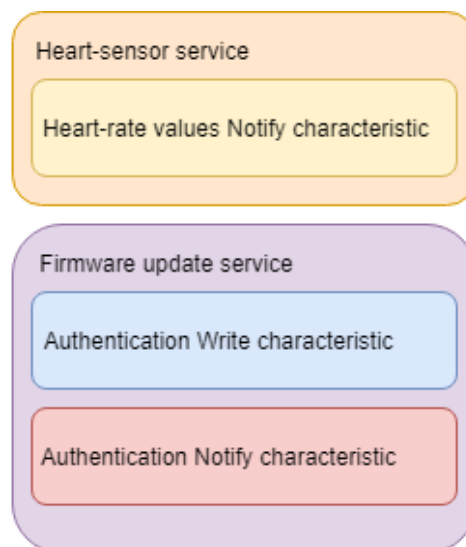 Heart-sensor service
Heart-rate values Notify characteristic
Firmware update service
Authentication Write characteristic
Authentication Notify characteristic